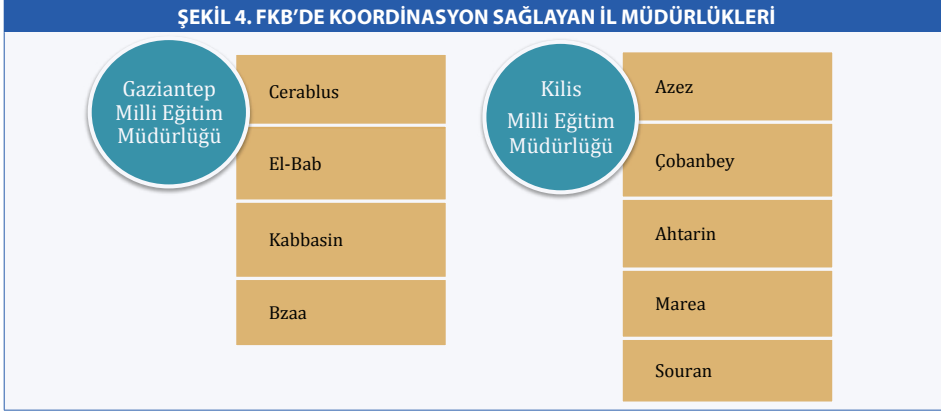 ŞEKİL 4. FKB’DE KOORDİNASYON SAĞLAYAN İL MÜDÜRLÜKLERİ
Gaziantep
Milli Eğitim
Müdürlüğü
Cerablus
El-Bab
Kabbasin
Bzaa
Kilis
Milli Eğitim
Müdürlüğü
Azez
Çobanbey
Ahtarin
Marea
Souran